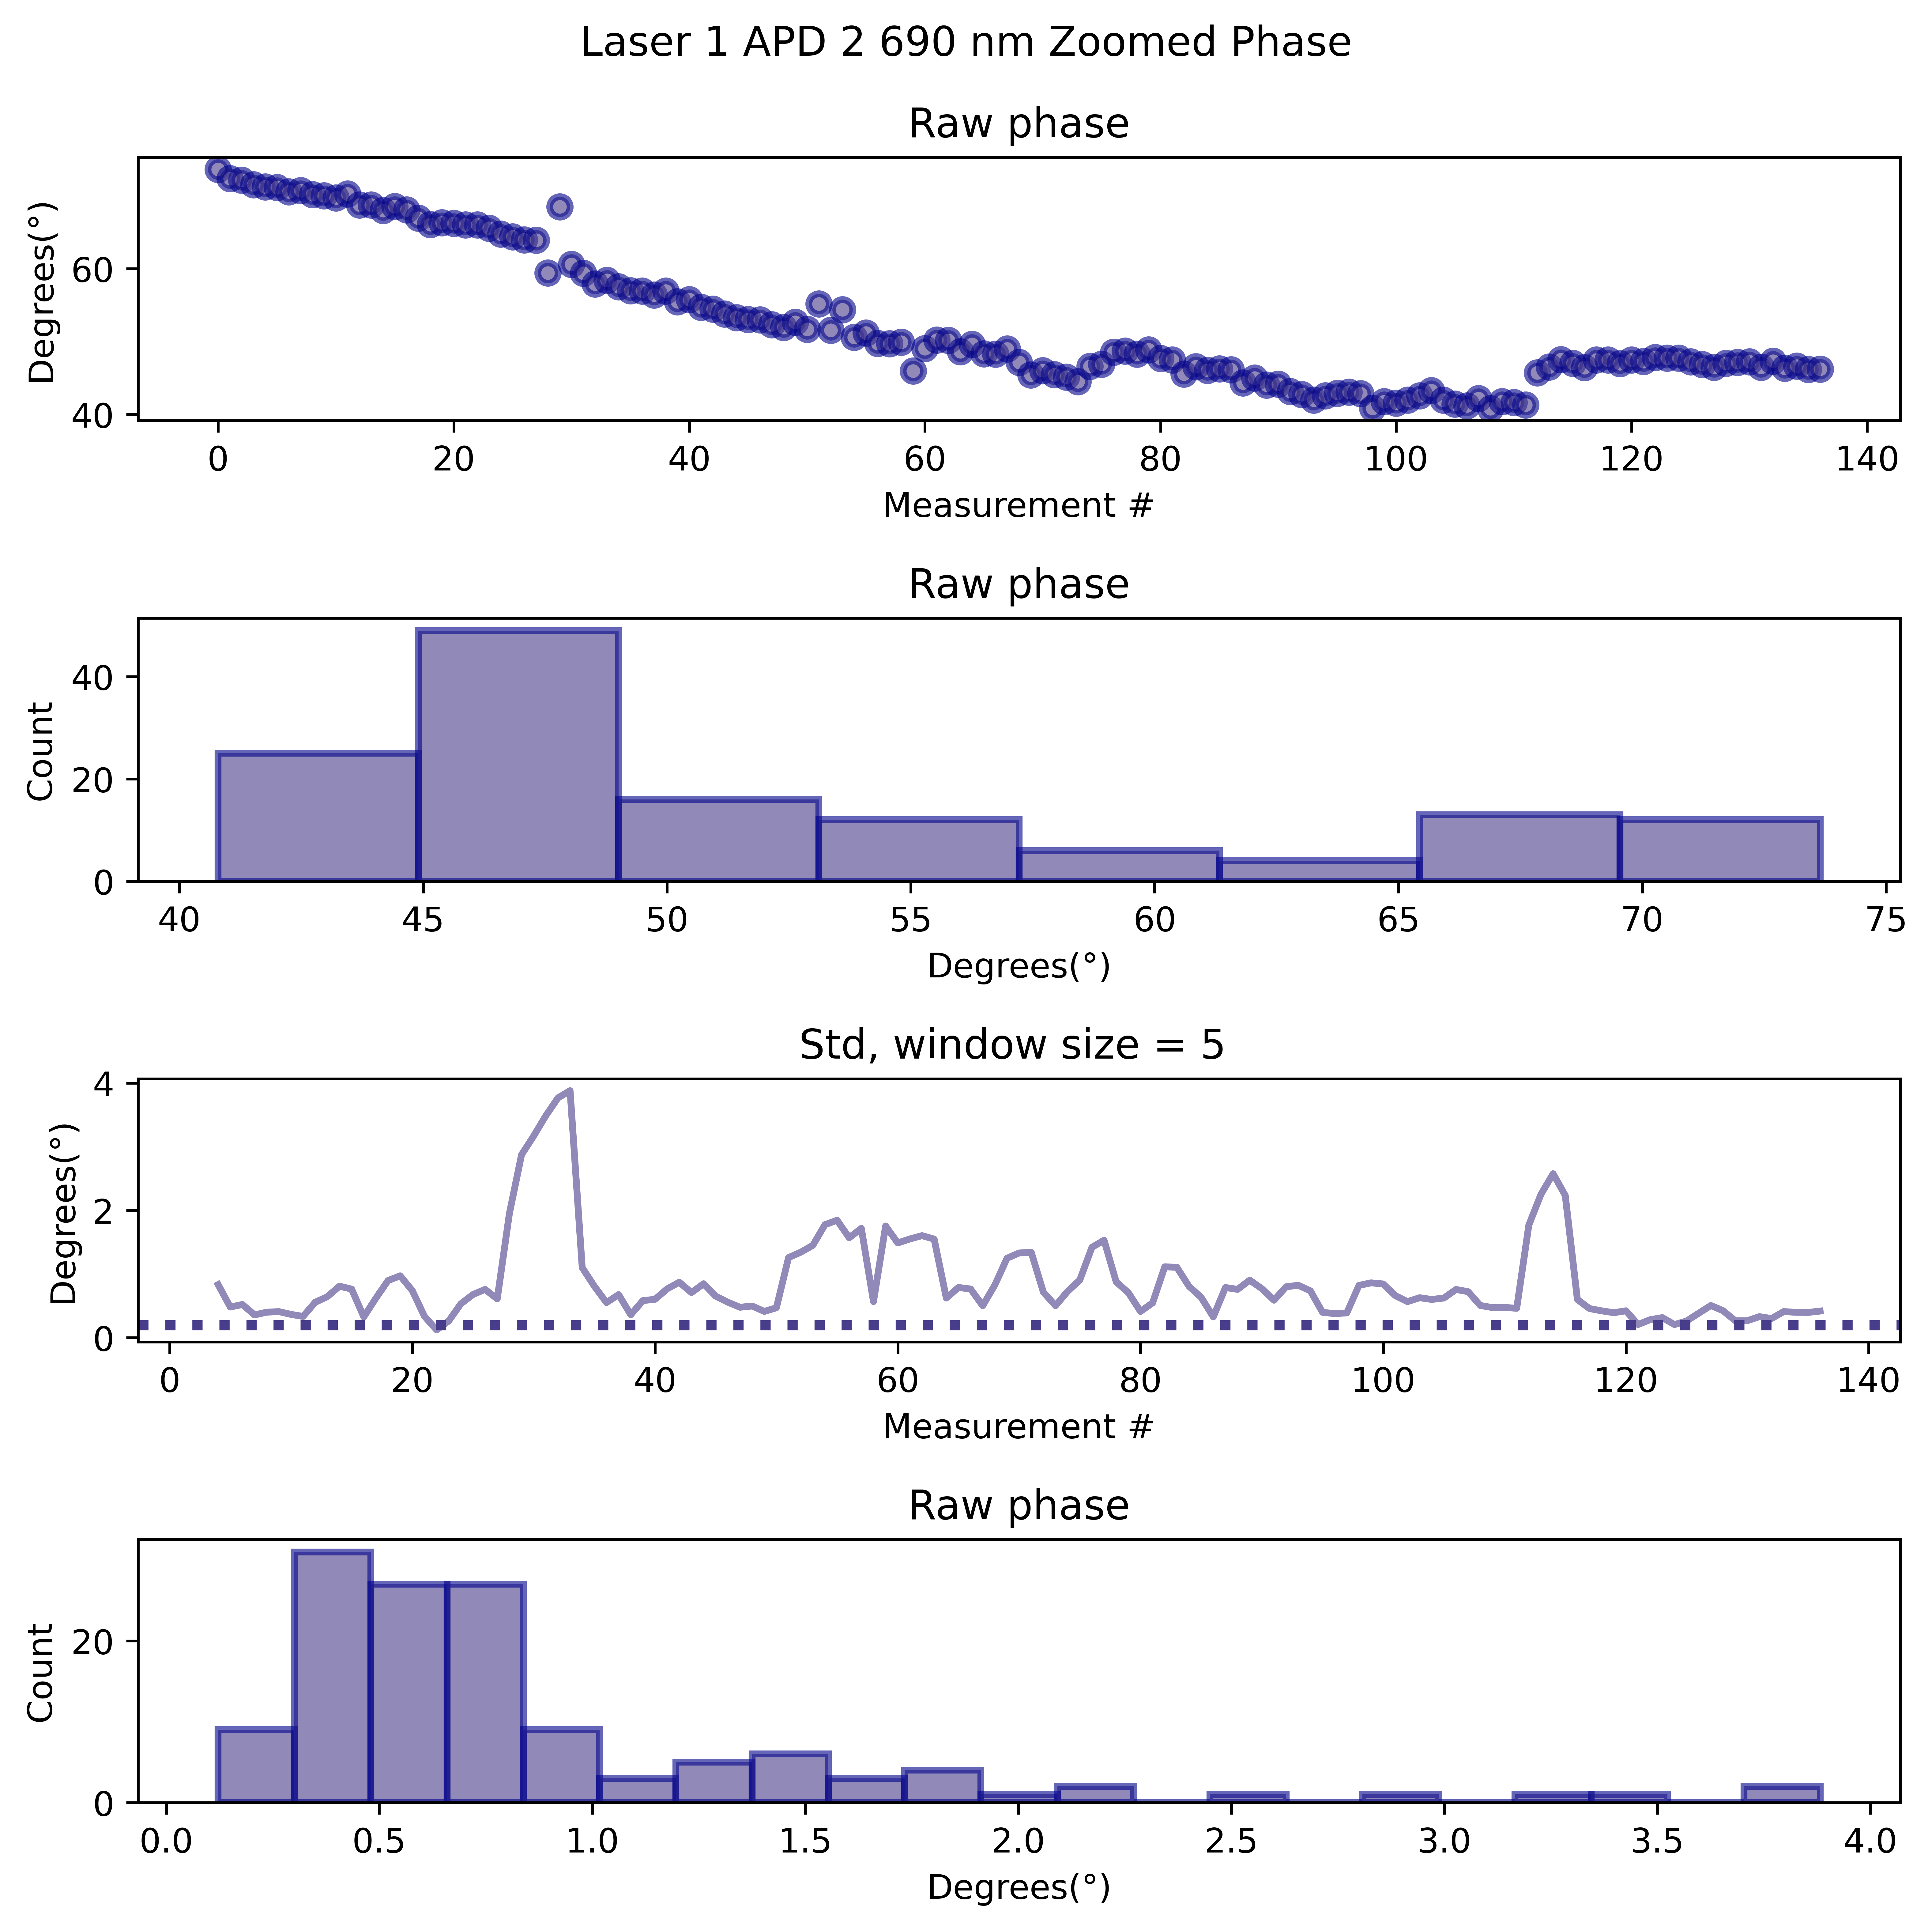 Laser 1 APD 2 690 nm Zoomed Phase
Raw phase
Degrees(°)
60
40
0 20 40 60 80 100 120 140
Measurement #
Raw phase
Count
40
20
0
40 45 50 55 60 65 70 75
Degrees(°)
Std, window size = 5
Degrees(°)
4
2
0
0 20 40 60 80 100 120 140
Measurement #
Raw phase
Count
20
0
0.0 0.5 1.0 1.5 2.0 2.5 3.0 3.5 4.0
Degrees(°)